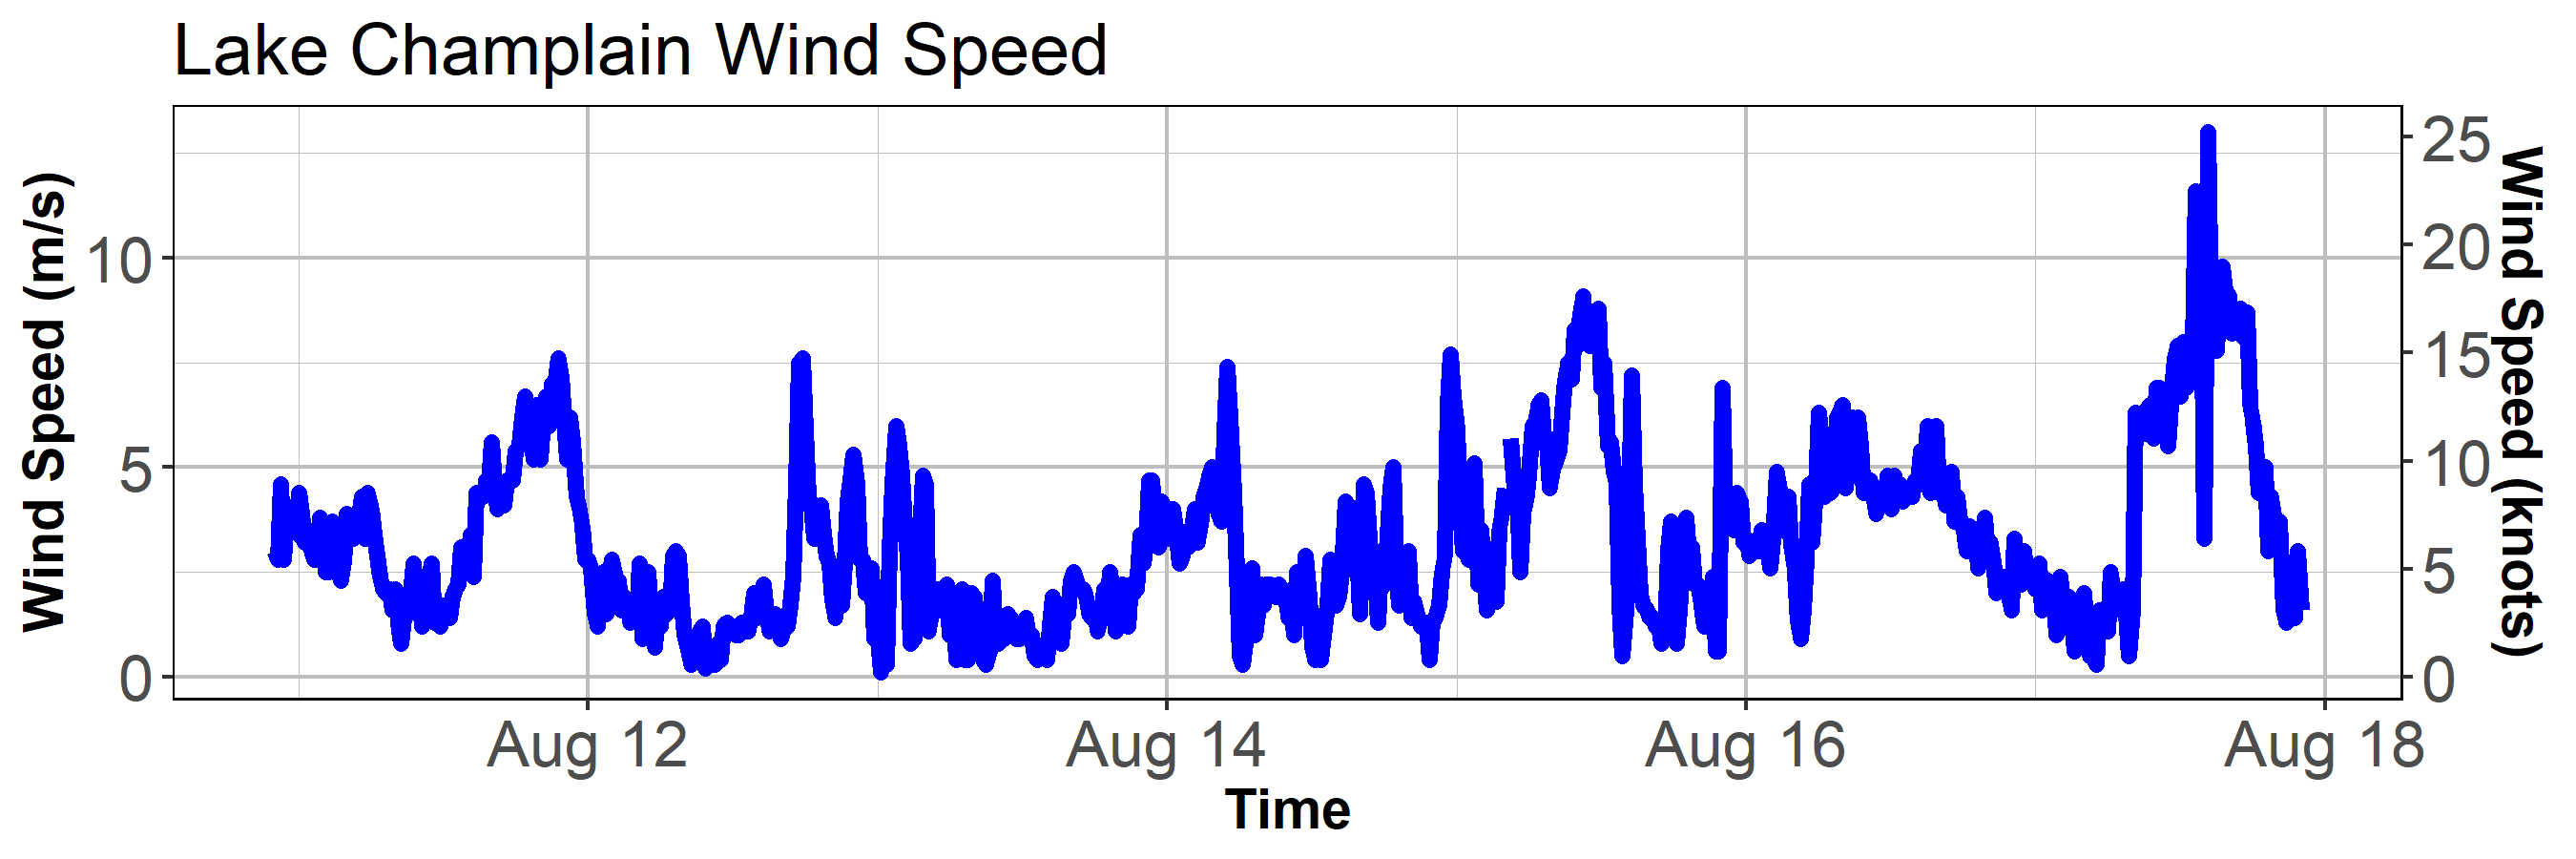 Lake Champlain Wind Speed
Wind Speed (m/s)
10
5
0
25
20
15
10
5
0
Wind Speed (knots)
Aug 12
Aug 14
Aug 16
Aug 18
Time